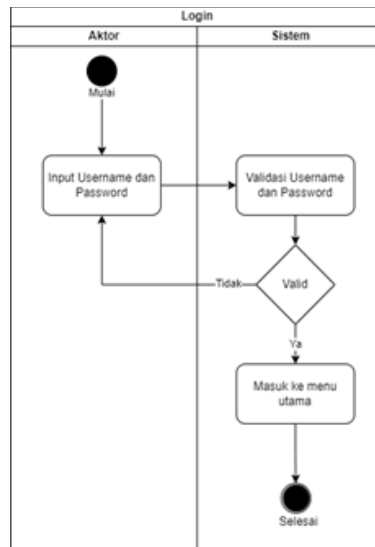 Login
Aktor
Sistem
Mulai
Input Username dan
Password
Validasi Username
dan Password
Tidak
Valid
Ya
Masuk ke menu
utama
Selesai